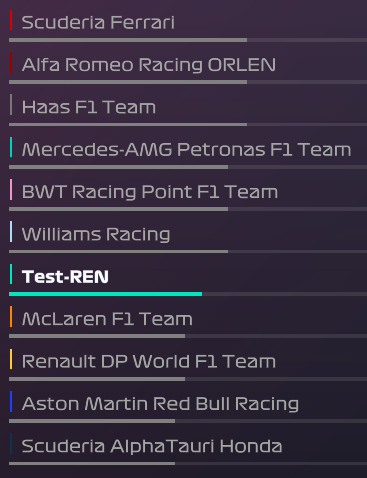 Scuderia Ferrari
Alfa Romeo Racing ORLEN
Haas F1 Team
Mercedes-AMG Petronas F1 Team
BWT Racing Point F1 Team
Williams Racing
Test-REN
McLaren F1 Team
Renault DP World F1 Team
Aston Martin Red Bull Racing
Scuderia AlphaTauri Honda